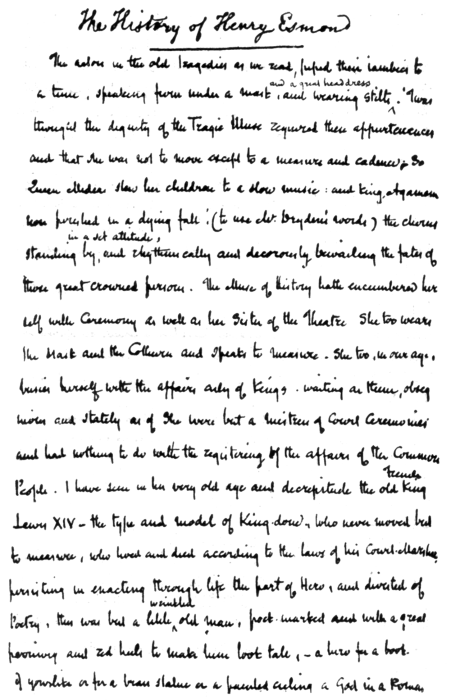 The History of Henry Esmond
The actors in the old Tragedies as we read, piped their iambics to
and a great head dress
a tune, speaking from under a mask, and wearing stilts. 'Twas
thought the dignity of the Tragic Muse required these appurtenances
and that she was not to move except to a measure and cadence. So
Queen Medea slew her children to a slow music: and King Agamem
non perished in a dying fall (to use Mr. Dryden's words) the chorus
in a set attitude,
standing by, and rhythmically and decorously bewailing the fates of
those great crowned persons. The Muse of History hath encumbered her
self with Ceremony as well as her Sister of the Theatre She too wears
the Mask and the Cothurn and speaks to measure. She too, in our age,
busies herself with the affairs only of Kings. waiting on them, obseq
uious and stately as if She were but a Mistress of Court Ceremonies
and had nothing to do with the registering of the affairs of the Common
French
People. I have seen in his very old age and decrepitude the old King
Lewis XIV – the type and model of King-, who never moved but
to measure, who lived and died according to the laws of his Court-Marshal,
persisting in enacting through life the part of Hero, and divested of
wrinkled
Poetry, this was but a little old man, pock-marked and with a great
periwig and red heels to make him look tall, – a hero for a book
if you like or for a brass statue or a painted ceiling a God in a Roman